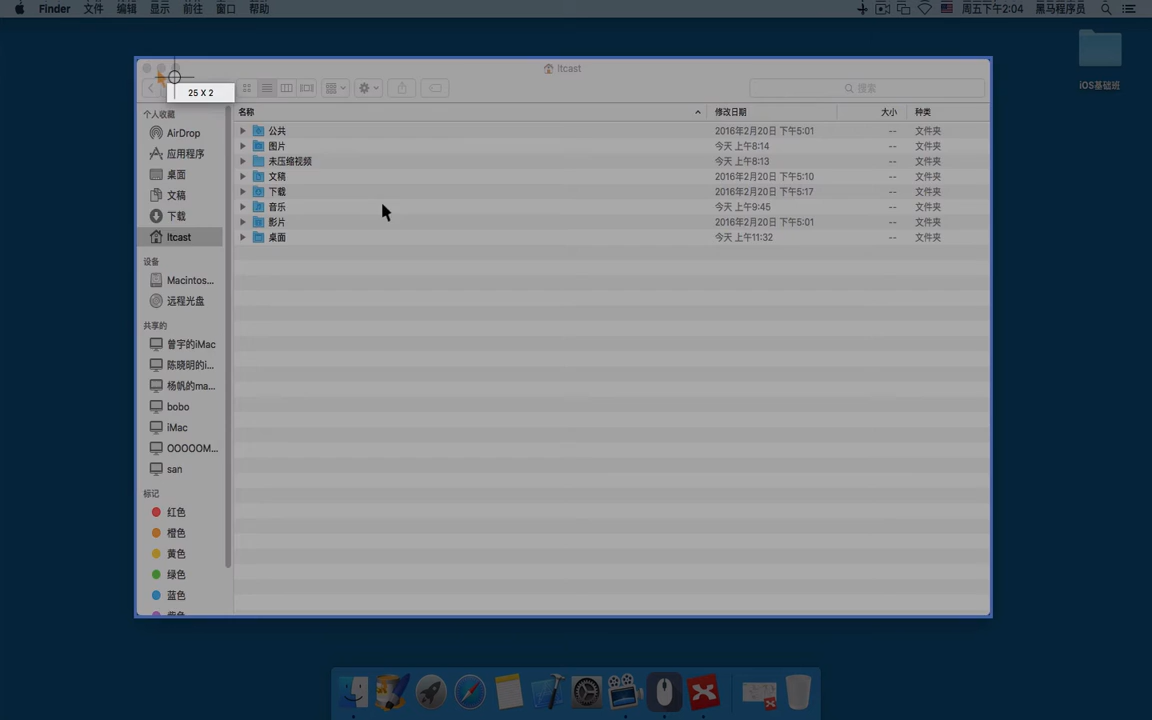 Finder 文件 编辑 显示 前往 窗口 帮助 周五下午2:04 黑马程序员
iOS基础班
Itcast
25 X 2
搜索
个人收藏
AirDrop
应用程序
桌面
文稿
下载
Itcast
设备
Macintos...
远程光盘
共享的
曾宇的iMac
陈晓明的i...
杨帆的ma...
bobo
iMac
OOOOOM...
san
标记
红色
橙色
黄色
绿色
蓝色
名称 修改日期 大小 种类
公共 2016年2月20日 下午5:01 -- 文件夹
图片 今天 上午8:14 -- 文件夹
未压缩视频 今天 上午8:13 -- 文件夹
文稿 2016年2月20日 下午5:10 -- 文件夹
下载 2016年2月20日 下午5:17 -- 文件夹
音乐 今天 上午9:45 -- 文件夹
影片 2016年2月20日 下午5:01 -- 文件夹
桌面 今天 上午11:32 -- 文件夹